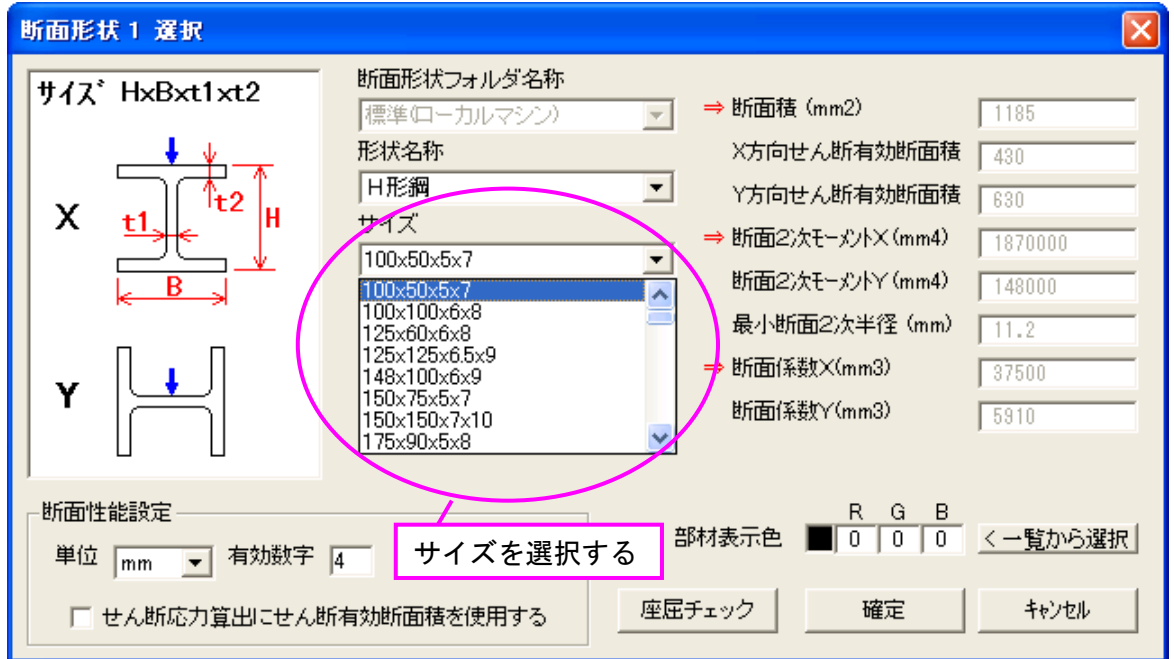 断面形状 1 選択
サイズ HxBxt1xt2
X
t1
t2
H
B
Y
断面形状フォルダ名称
標準(ローカルマシン)
形状名称
H形鋼
サイズ
100x50x5x7
100x50x5x7
100x100x6x8
125x60x6x8
125x125x6.5x9
148x100x6x9
150x75x5x7
150x150x7x10
175x90x5x8
⇒ 断面積 (mm2) 1185
X方向せん断有効断面積 430
Y方向せん断有効断面積 630
⇒ 断面2次モーメントX(mm4) 1870000
断面2次モーメントY(mm4) 148000
最小断面2次半径 (mm) 11.2
⇒ 断面係数X(mm3) 37500
断面係数Y(mm3) 5910
断面性能設定
単位 mm 有効数字 4
せん断応力算出にせん断有効断面積を使用する
サイズを選択する
R G B
部材表示色 0 0 0 <一覧から選択
座屈チェック 確定 キャンセル